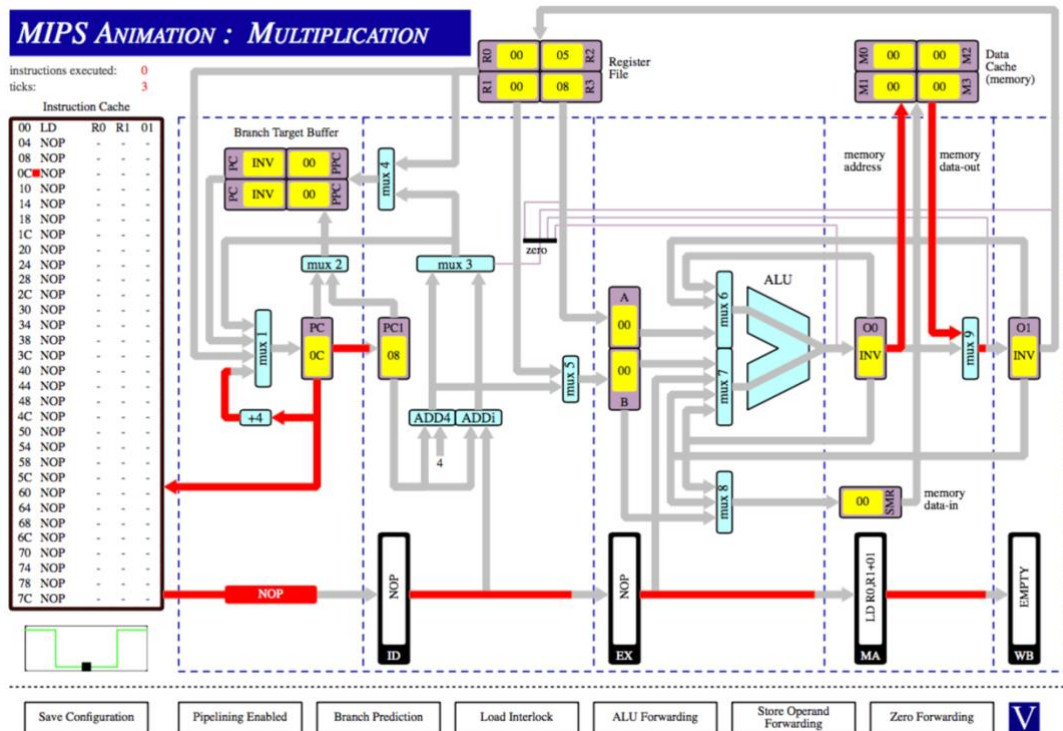 MIPS ANIMATION : MULTIPLICATION
instructions executed: 0
ticks: 3
Instruction Cache
00 LD R0 R1 01
04 NOP - - -
08 NOP - - -
0C NOP - - -
10 NOP - - -
14 NOP - - -
18 NOP - - -
1C NOP - - -
20 NOP - - -
24 NOP - - -
28 NOP - - -
2C NOP - - -
30 NOP - - -
34 NOP - - -
38 NOP - - -
3C NOP - - -
40 NOP - - -
44 NOP - - -
48 NOP - - -
4C NOP - - -
50 NOP - - -
54 NOP - - -
58 NOP - - -
5C NOP - - -
60 NOP - - -
64 NOP - - -
68 NOP - - -
6C NOP - - -
70 NOP - - -
74 NOP - - -
78 NOP - - -
7C NOP - - -
R0 00 05 R2
R1 00 08 R3
Register
File
M0 00 00 M2
M1 00 00 M3
Data
Cache
(memory)
Branch Target Buffer
PC INV 00 PPC
PC INV 00 PPC
mux 4
memory
address
memory
data-out
zero
mux 2
mux 3
mux 1
PC
0C
PC1
08
+4
ADD4
ADDi
4
mux 5
A
00
00
B
mux 6
mux 7
ALU
O0
INV
mux 9
O1
INV
mux 8
00 SMR
memory
data-in
NOP
NOP
ID
NOP
EX
LD R0,R1+01
MA
EMPTY
WB
Save Configuration
Pipelining Enabled
Branch Prediction
Load Interlock
ALU Forwarding
Store Operand
Forwarding
Zero Forwarding
V